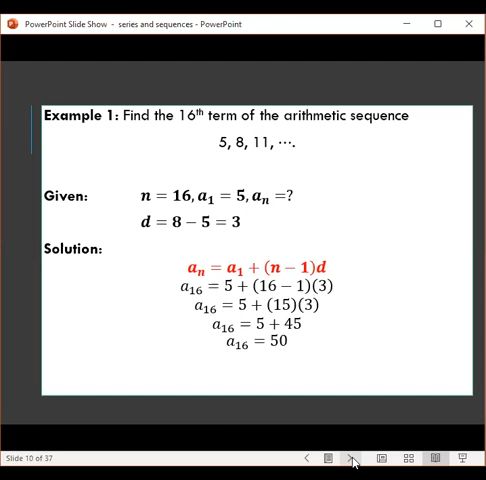 PowerPoint Slide Show - series and sequences - PowerPoint
Example 1: Find the 16th term of the arithmetic sequence
5, 8, 11, ⋯.
Given: n = 16, a₁ = 5, aₙ =?
d = 8 − 5 = 3
Solution:
aₙ = a₁ + (n − 1)d
a₁₆ = 5 + (16 − 1)(3)
a₁₆ = 5 + (15)(3)
a₁₆ = 5 + 45
a₁₆ = 50
Slide 10 of 37